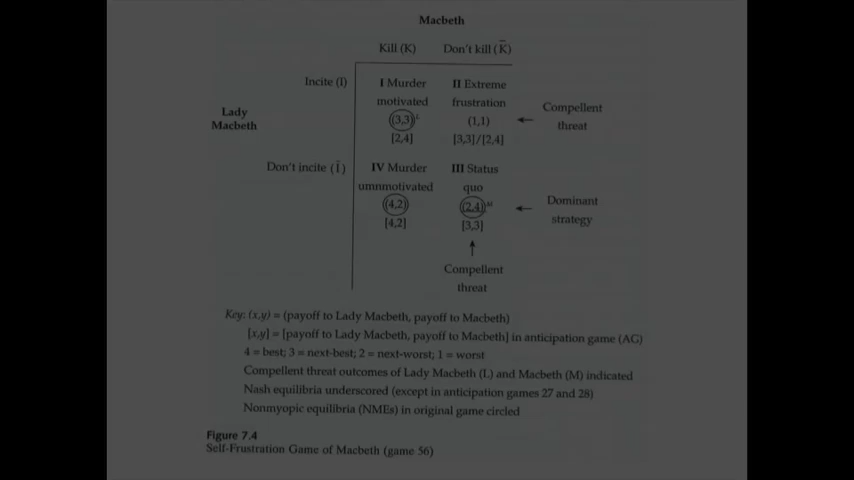 Macbeth
Kill (K) Don't kill (K̄)
Incite (I) I Murder II Extreme
motivated frustration Compellent
Lady (3,3)L (1,1) threat
Macbeth [2,4] [3,3]/[2,4]
Don't incite (Ī) IV Murder III Status
umnmotivated quo Dominant
(4,2) (2,4)M strategy
[4,2] [3,3]
Compellent
threat
Key: (x,y) = (payoff to Lady Macbeth, payoff to Macbeth)
[x,y] = [payoff to Lady Macbeth, payoff to Macbeth] in anticipation game (AG)
4 = best; 3 = next-best; 2 = next-worst; 1 = worst
Compellent threat outcomes of Lady Macbeth (L) and Macbeth (M) indicated
Nash equilibria underscored (except in anticipation games 27 and 28)
Nonmyopic equilibria (NMEs) in original game circled
Figure 7.4
Self-Frustration Game of Macbeth (game 56)